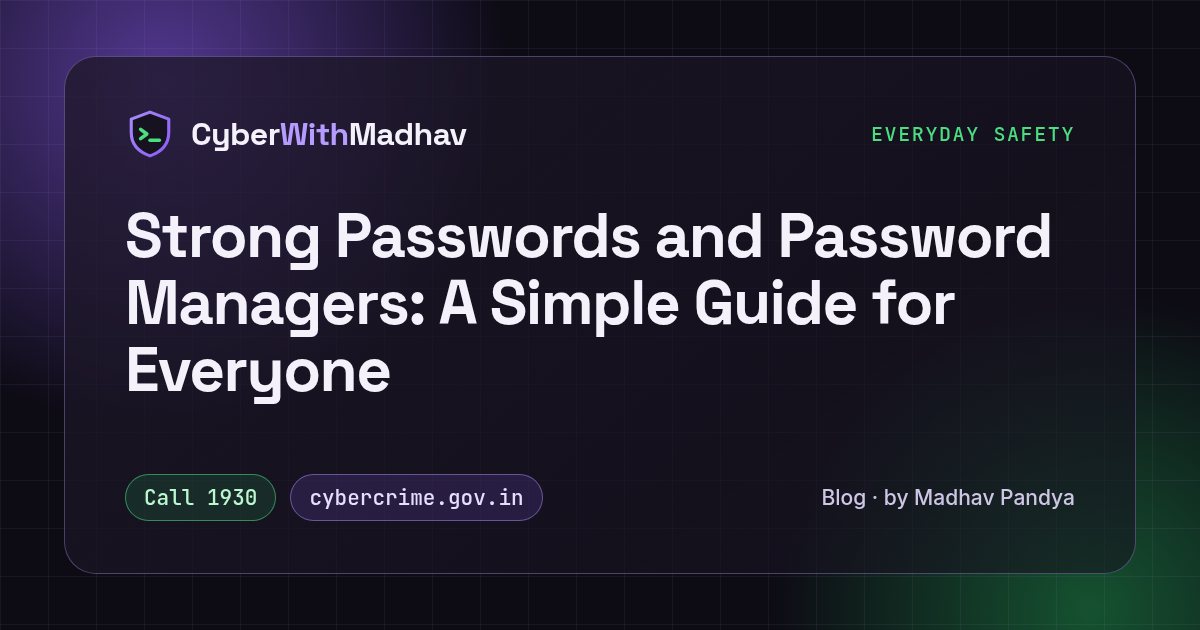 CyberWithMadhav
EVERYDAY SAFETY
Strong Passwords and Password
Managers: A Simple Guide for
Everyone
Call 1930
cybercrime.gov.in
Blog · by Madhav Pandya